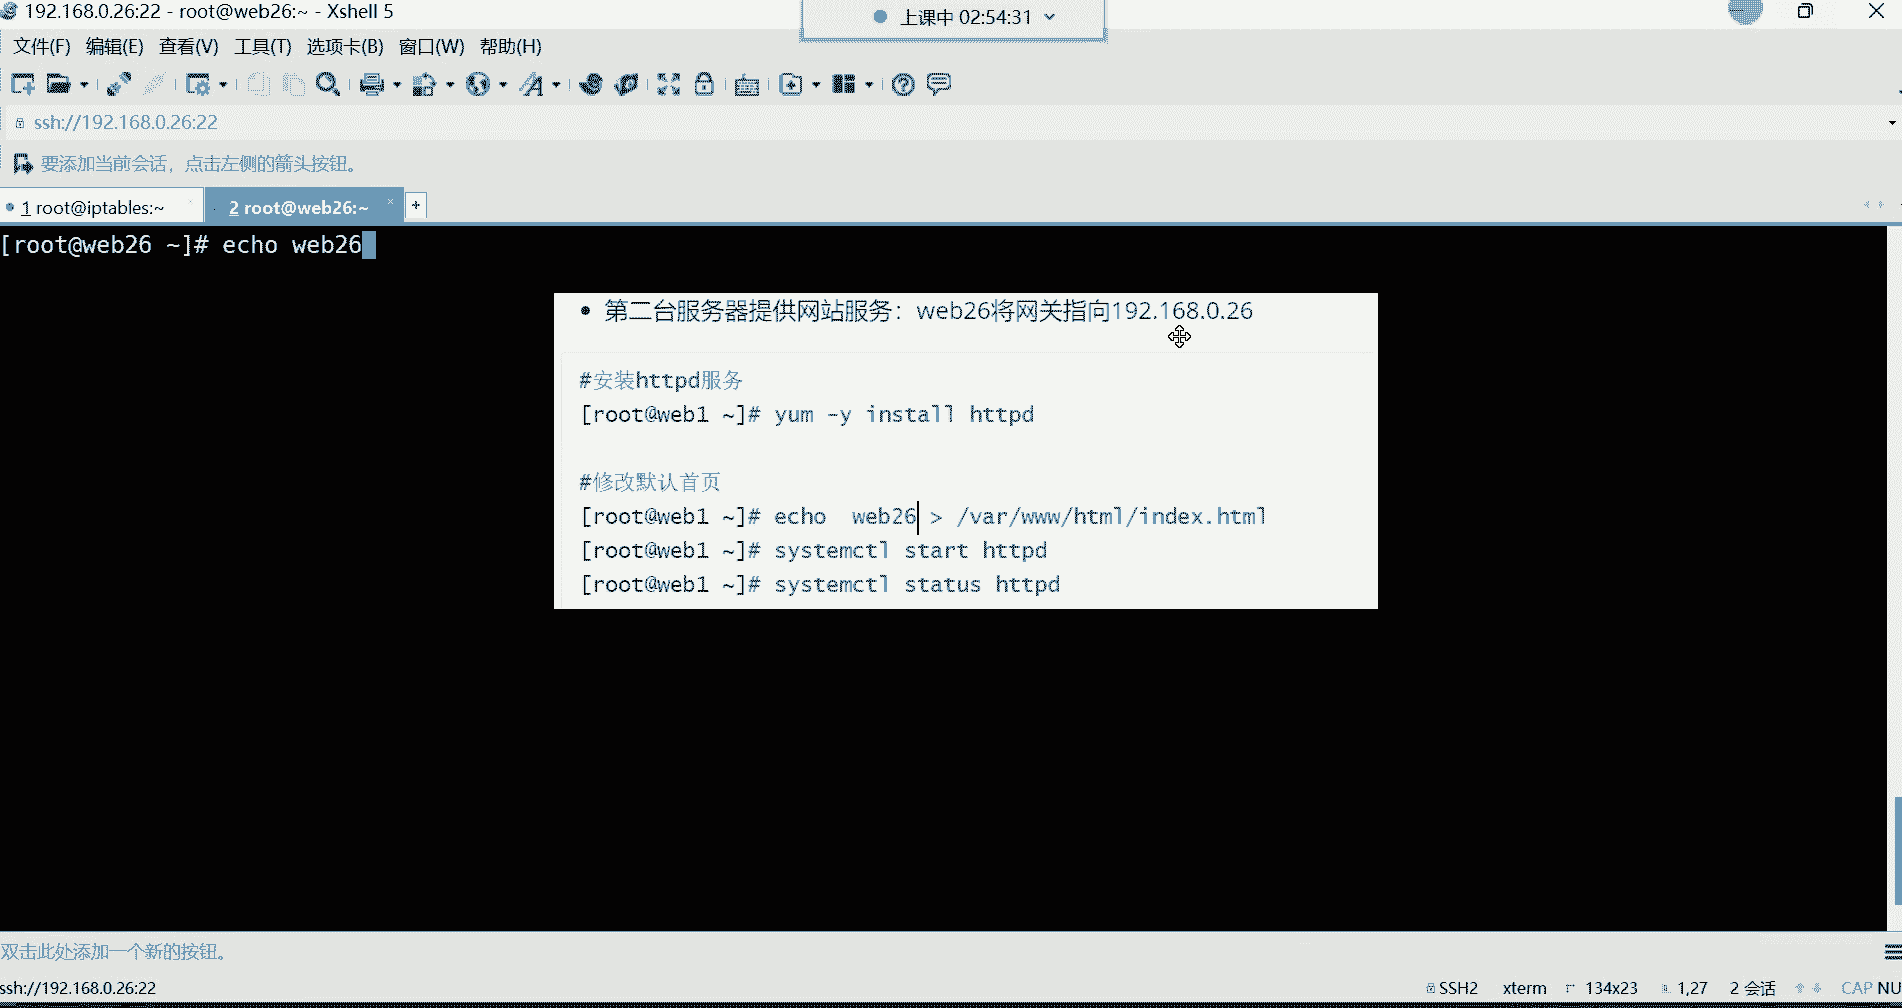 192.168.0.26:22 - root@web26:~ - Xshell 5
上课中 02:54:31
文件(F) 编辑(E) 查看(V) 工具(T) 选项卡(B) 窗口(W) 帮助(H)
ssh://192.168.0.26:22
要添加当前会话，点击左侧的箭头按钮。
1 root@iptables:~ 2 root@web26:~
[root@web26 ~]# echo web26
• 第二台服务器提供网站服务：web26将网关指向192.168.0.26
#安装httpd服务
[root@web1 ~]# yum -y install httpd
#修改默认首页
[root@web1 ~]# echo  web26 > /var/www/html/index.html
[root@web1 ~]# systemctl start httpd
[root@web1 ~]# systemctl status httpd
双击此处添加一个新的按钮。
ssh://192.168.0.26:22 SSH2 xterm 134x23 1,27 2 会话 CAP NU